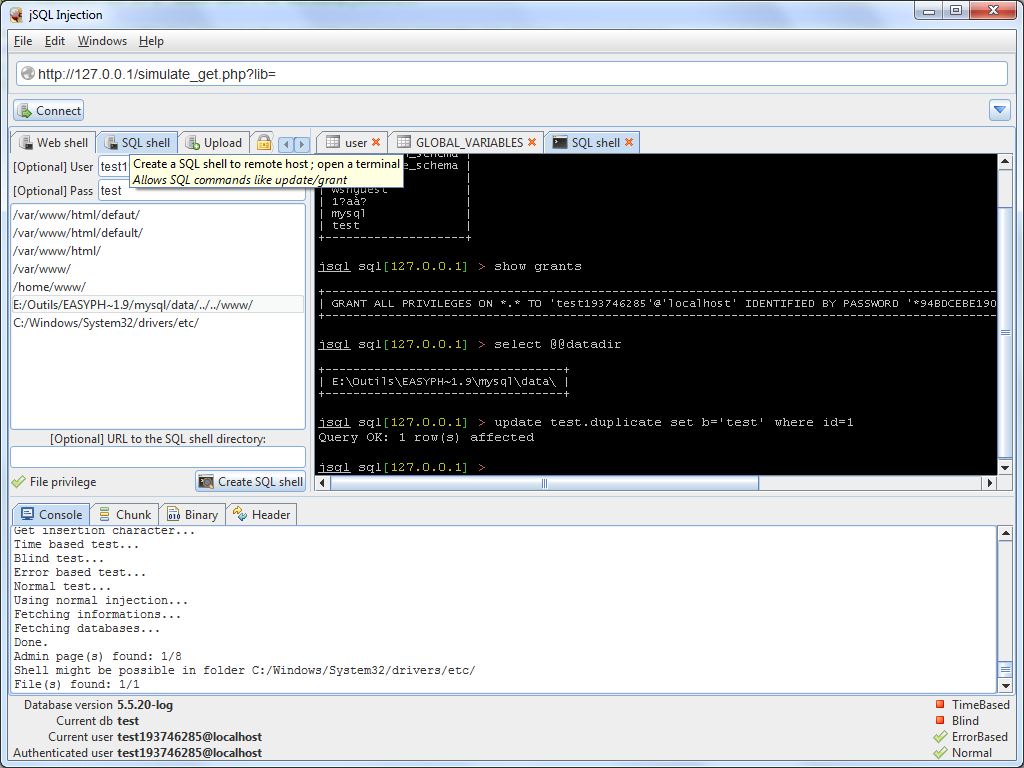 jSQL Injection
File Edit Windows Help
http://127.0.0.1/simulate_get.php?lib=
Connect
Web shell SQL shell Upload
user GLOBAL_VARIABLES SQL shell
[Optional] User test1
Create a SQL shell to remote host ; open a terminal
Allows SQL commands like update/grant
[Optional] Pass test
/var/www/html/defaut/
/var/www/html/default/
/var/www/html/
/var/www/
/home/www/
E:/Outils/EASYPH~1.9/mysql/data/../../www/
C:/Windows/System32/drivers/etc/
[Optional] URL to the SQL shell directory:
File privilege Create SQL shell
e_schema |
| 1?aà? |
| mysql |
| test |
+------------------+
jsql sql[127.0.0.1] > show grants
| GRANT ALL PRIVILEGES ON *.* TO 'test193746285'@'localhost' IDENTIFIED BY PASSWORD '*94BDCEBE190
jsql sql[127.0.0.1] > select @@datadir
+------------------------------+
| E:\Outils\EASYPH~1.9\mysql\data\ |
+------------------------------+
jsql sql[127.0.0.1] > update test.duplicate set b='test' where id=1
Query OK: 1 row(s) affected
jsql sql[127.0.0.1] >
Console Chunk Binary Header
Get insertion character...
Time based test...
Blind test...
Error based test...
Normal test...
Using normal injection...
Fetching informations...
Fetching databases...
Done.
Admin page(s) found: 1/8
Shell might be possible in folder C:/Windows/System32/drivers/etc/
File(s) found: 1/1
Database version 5.5.20-log
Current db test
Current user test193746285@localhost
Authenticated user test193746285@localhost
TimeBased
Blind
ErrorBased
Normal